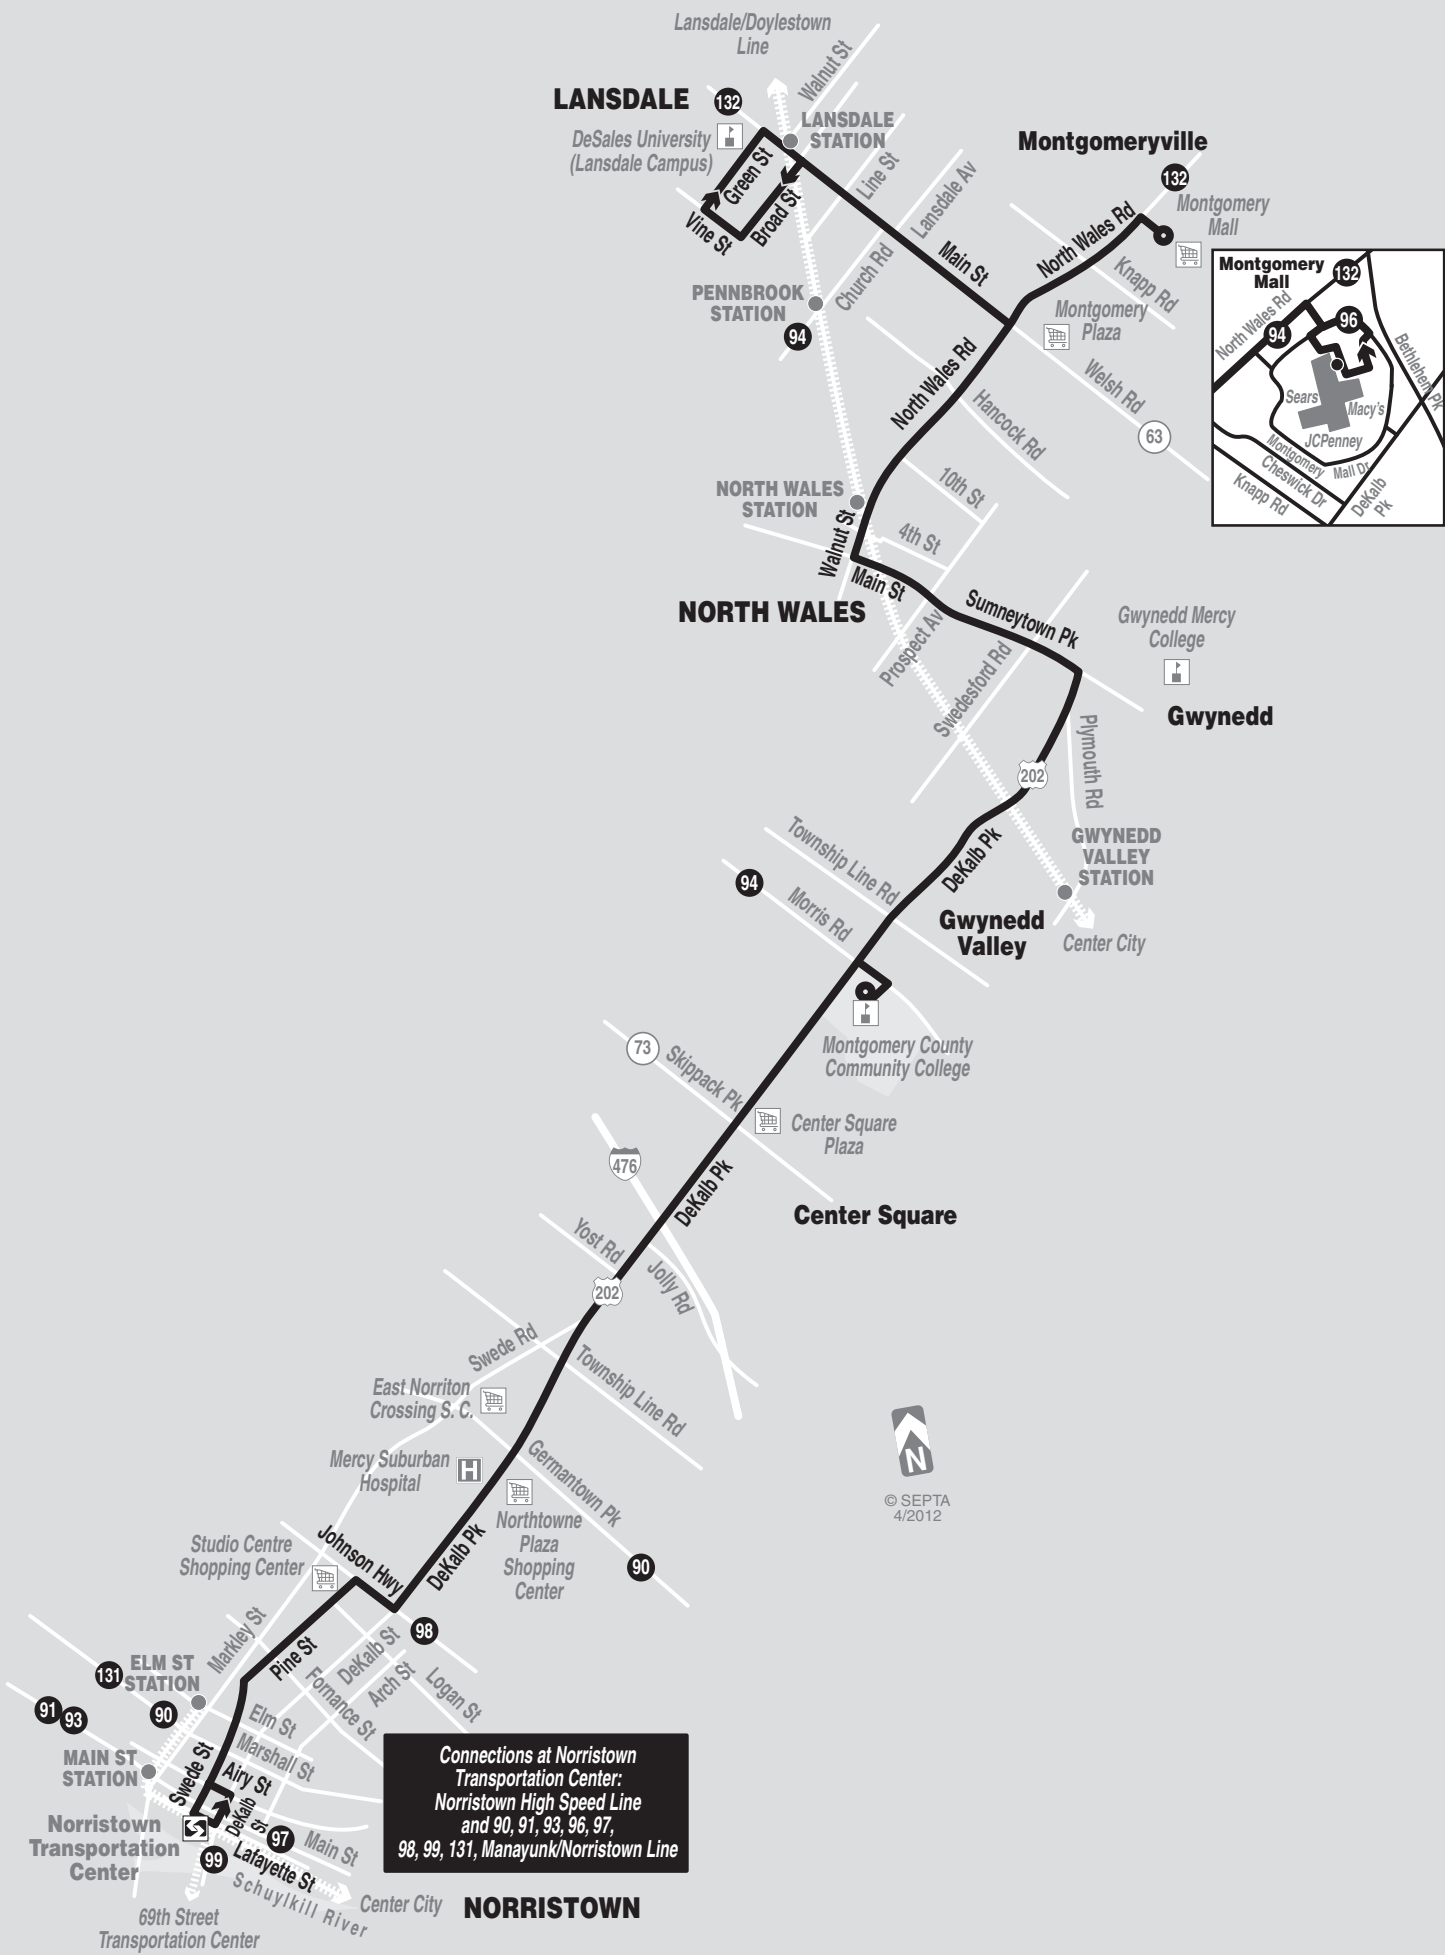 Lansdale/Doylestown
Line
Walnut St
LANSDALE
132
LANSDALE
STATION
DeSales University
(Lansdale Campus)
Green St
Vine St
Broad St
Line St
Lansdale Av
Church Rd
Main St
Montgomeryville
132
Montgomery
Mall
North Wales Rd
Knapp Rd
PENNBROOK
STATION
94
Montgomery
Plaza
North Wales Rd
Welsh Rd
63
Hancock Rd
Montgomery
Mall
132
North Wales Rd
94
96
Bethlehem Pk
Sears
Macy's
JCPenney
Montgomery
Mall Dr
Cheswick Dr
Knapp Rd
DeKalb
Pk
NORTH WALES
STATION
10th St
4th St
Walnut St
Main St
NORTH WALES
Sumneytown Pk
Prospect Av
Swedesford Rd
Gwynedd Mercy
College
Gwynedd
Plymouth Rd
202
GWYNEDD
VALLEY
STATION
DeKalb Pk
Township Line Rd
94
Morris Rd
Gwynedd
Valley
Center City
Montgomery County
Community College
73
Skippack Pk
Center Square
Plaza
476
DeKalb Pk
Center Square
Yost Rd
Jolly Rd
202
Swede Rd
Township Line Rd
East Norriton
Crossing S. C.
Mercy Suburban
Hospital
H
Germantown Pk
Northtowne
Plaza
Shopping
Center
90
N
© SEPTA
4/2012
Studio Centre
Shopping Center
Johnson Hwy
DeKalb Pk
98
Markley St
Pine St
DeKalb St
Arch St
Logan St
Fornance St
131
ELM ST
STATION
90
91
93
Elm St
Marshall St
MAIN ST
STATION
Swede St
Airy St
DeKalb
St
97
Main St
Norristown
Transportation
Center
99
Lafayette St
Schuylkill River
Center City
69th Street
Transportation Center
Connections at Norristown
Transportation Center:
Norristown High Speed Line
and 90, 91, 93, 96, 97,
98, 99, 131, Manayunk/Norristown Line
NORRISTOWN